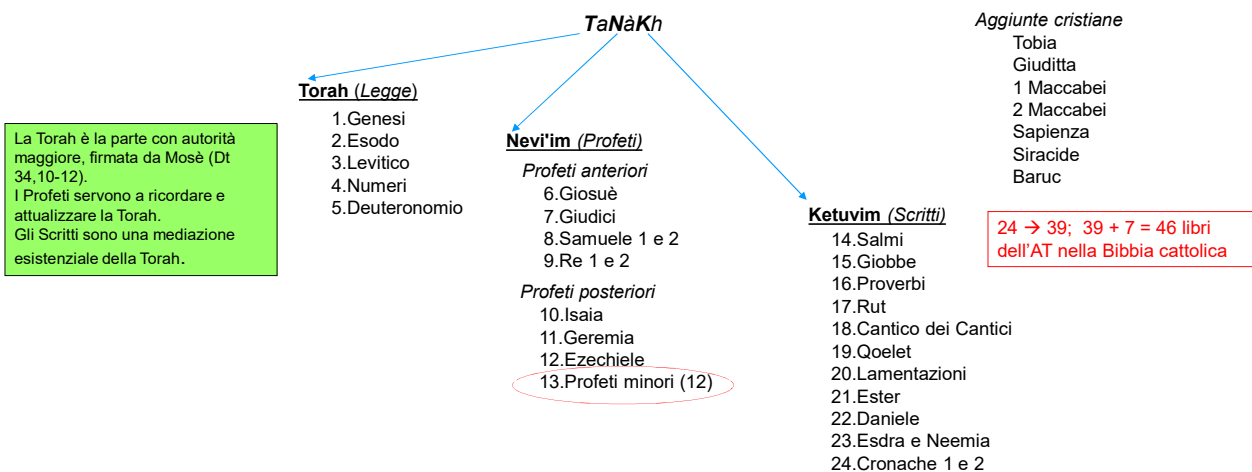 TaNàKh
Torah (Legge)
1.Genesi
2.Esodo
3.Levitico
4.Numeri
5.Deuteronomio
La Torah è la parte con autorità
maggiore, firmata da Mosè (Dt
34,10-12).
I Profeti servono a ricordare e
attualizzare la Torah.
Gli Scritti sono una mediazione
esistenziale della Torah.
Nevi'im (Profeti)
Profeti anteriori
6.Giosuè
7.Giudici
8.Samuele 1 e 2
9.Re 1 e 2
Profeti posteriori
10.Isaia
11.Geremia
12.Ezechiele
13.Profeti minori (12)
Ketuvim (Scritti)
14.Salmi
15.Giobbe
16.Proverbi
17.Rut
18.Cantico dei Cantici
19.Qoelet
20.Lamentazioni
21.Ester
22.Daniele
23.Esdra e Neemia
24.Cronache 1 e 2
Aggiunte cristiane
Tobia
Giuditta
1 Maccabei
2 Maccabei
Sapienza
Siracide
Baruc
24 → 39; 39 + 7 = 46 libri
dell'AT nella Bibbia cattolica